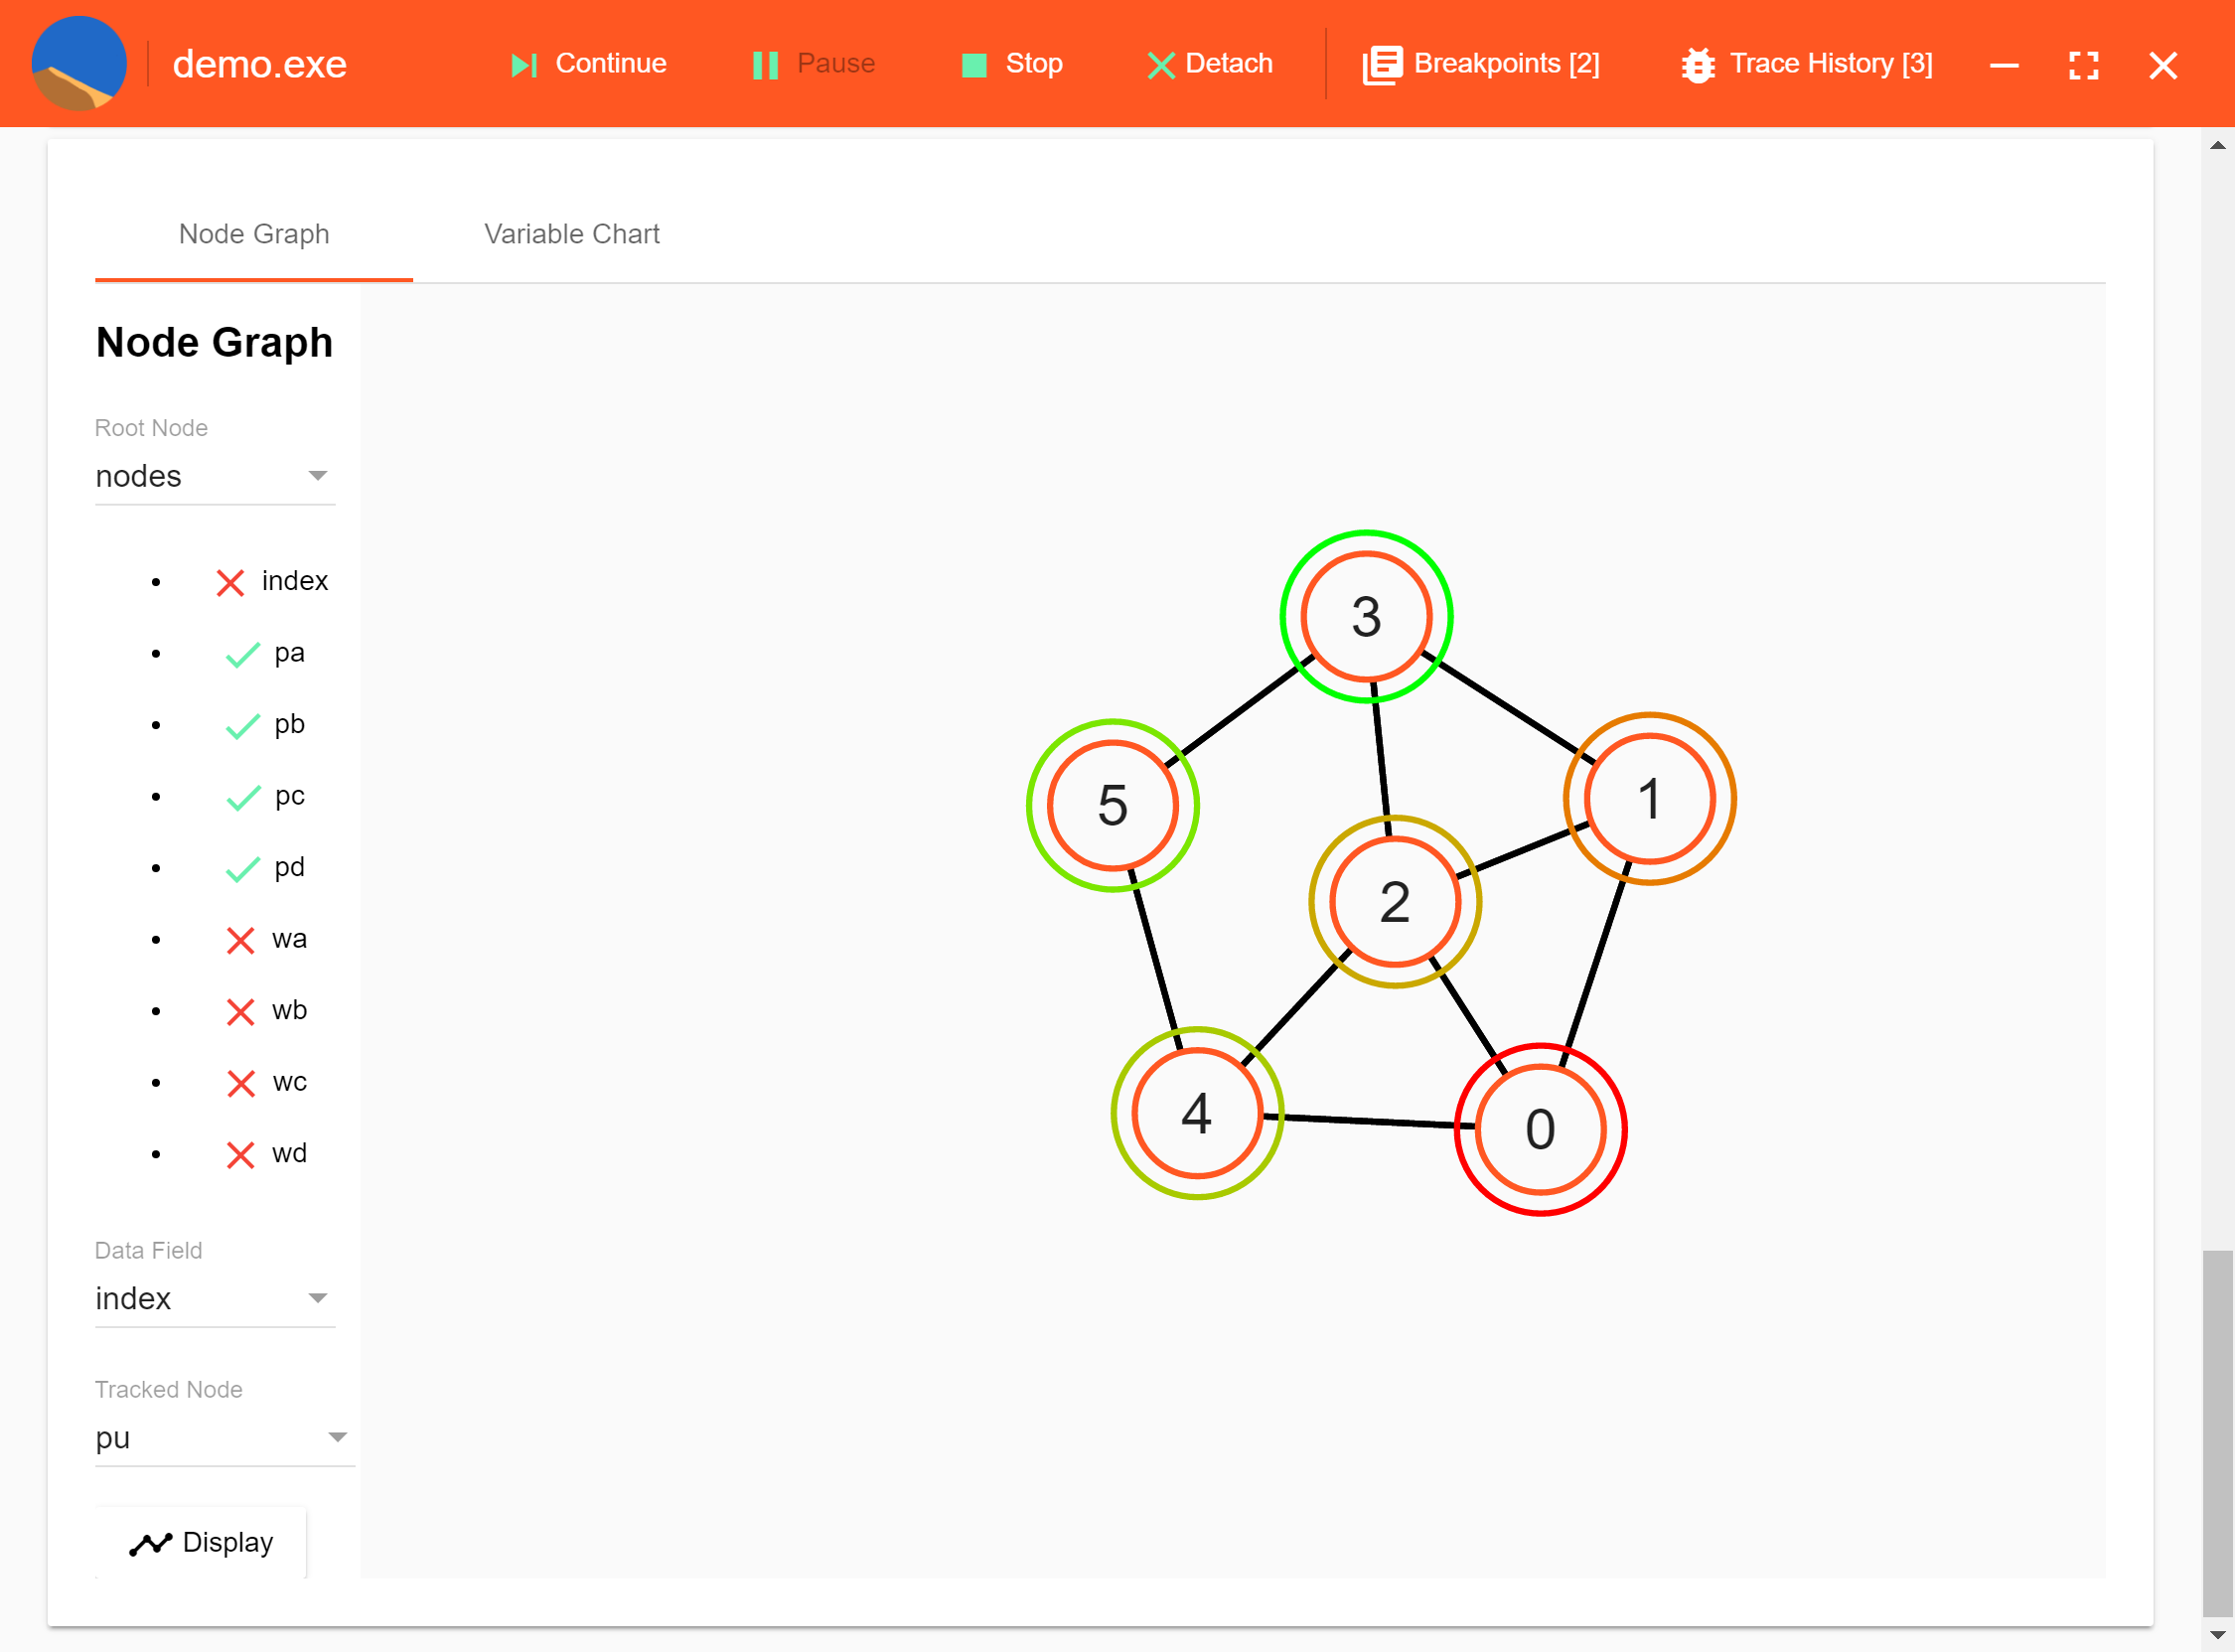 demo.exe Continue Pause Stop Detach Breakpoints [2] Trace History [3]
Node Graph Variable Chart
Node Graph
Root Node
nodes
index
pa
pb
pc
pd
wa
wb
wc
wd
Data Field
index
Tracked Node
pu
Display
3
5
1
2
4
0